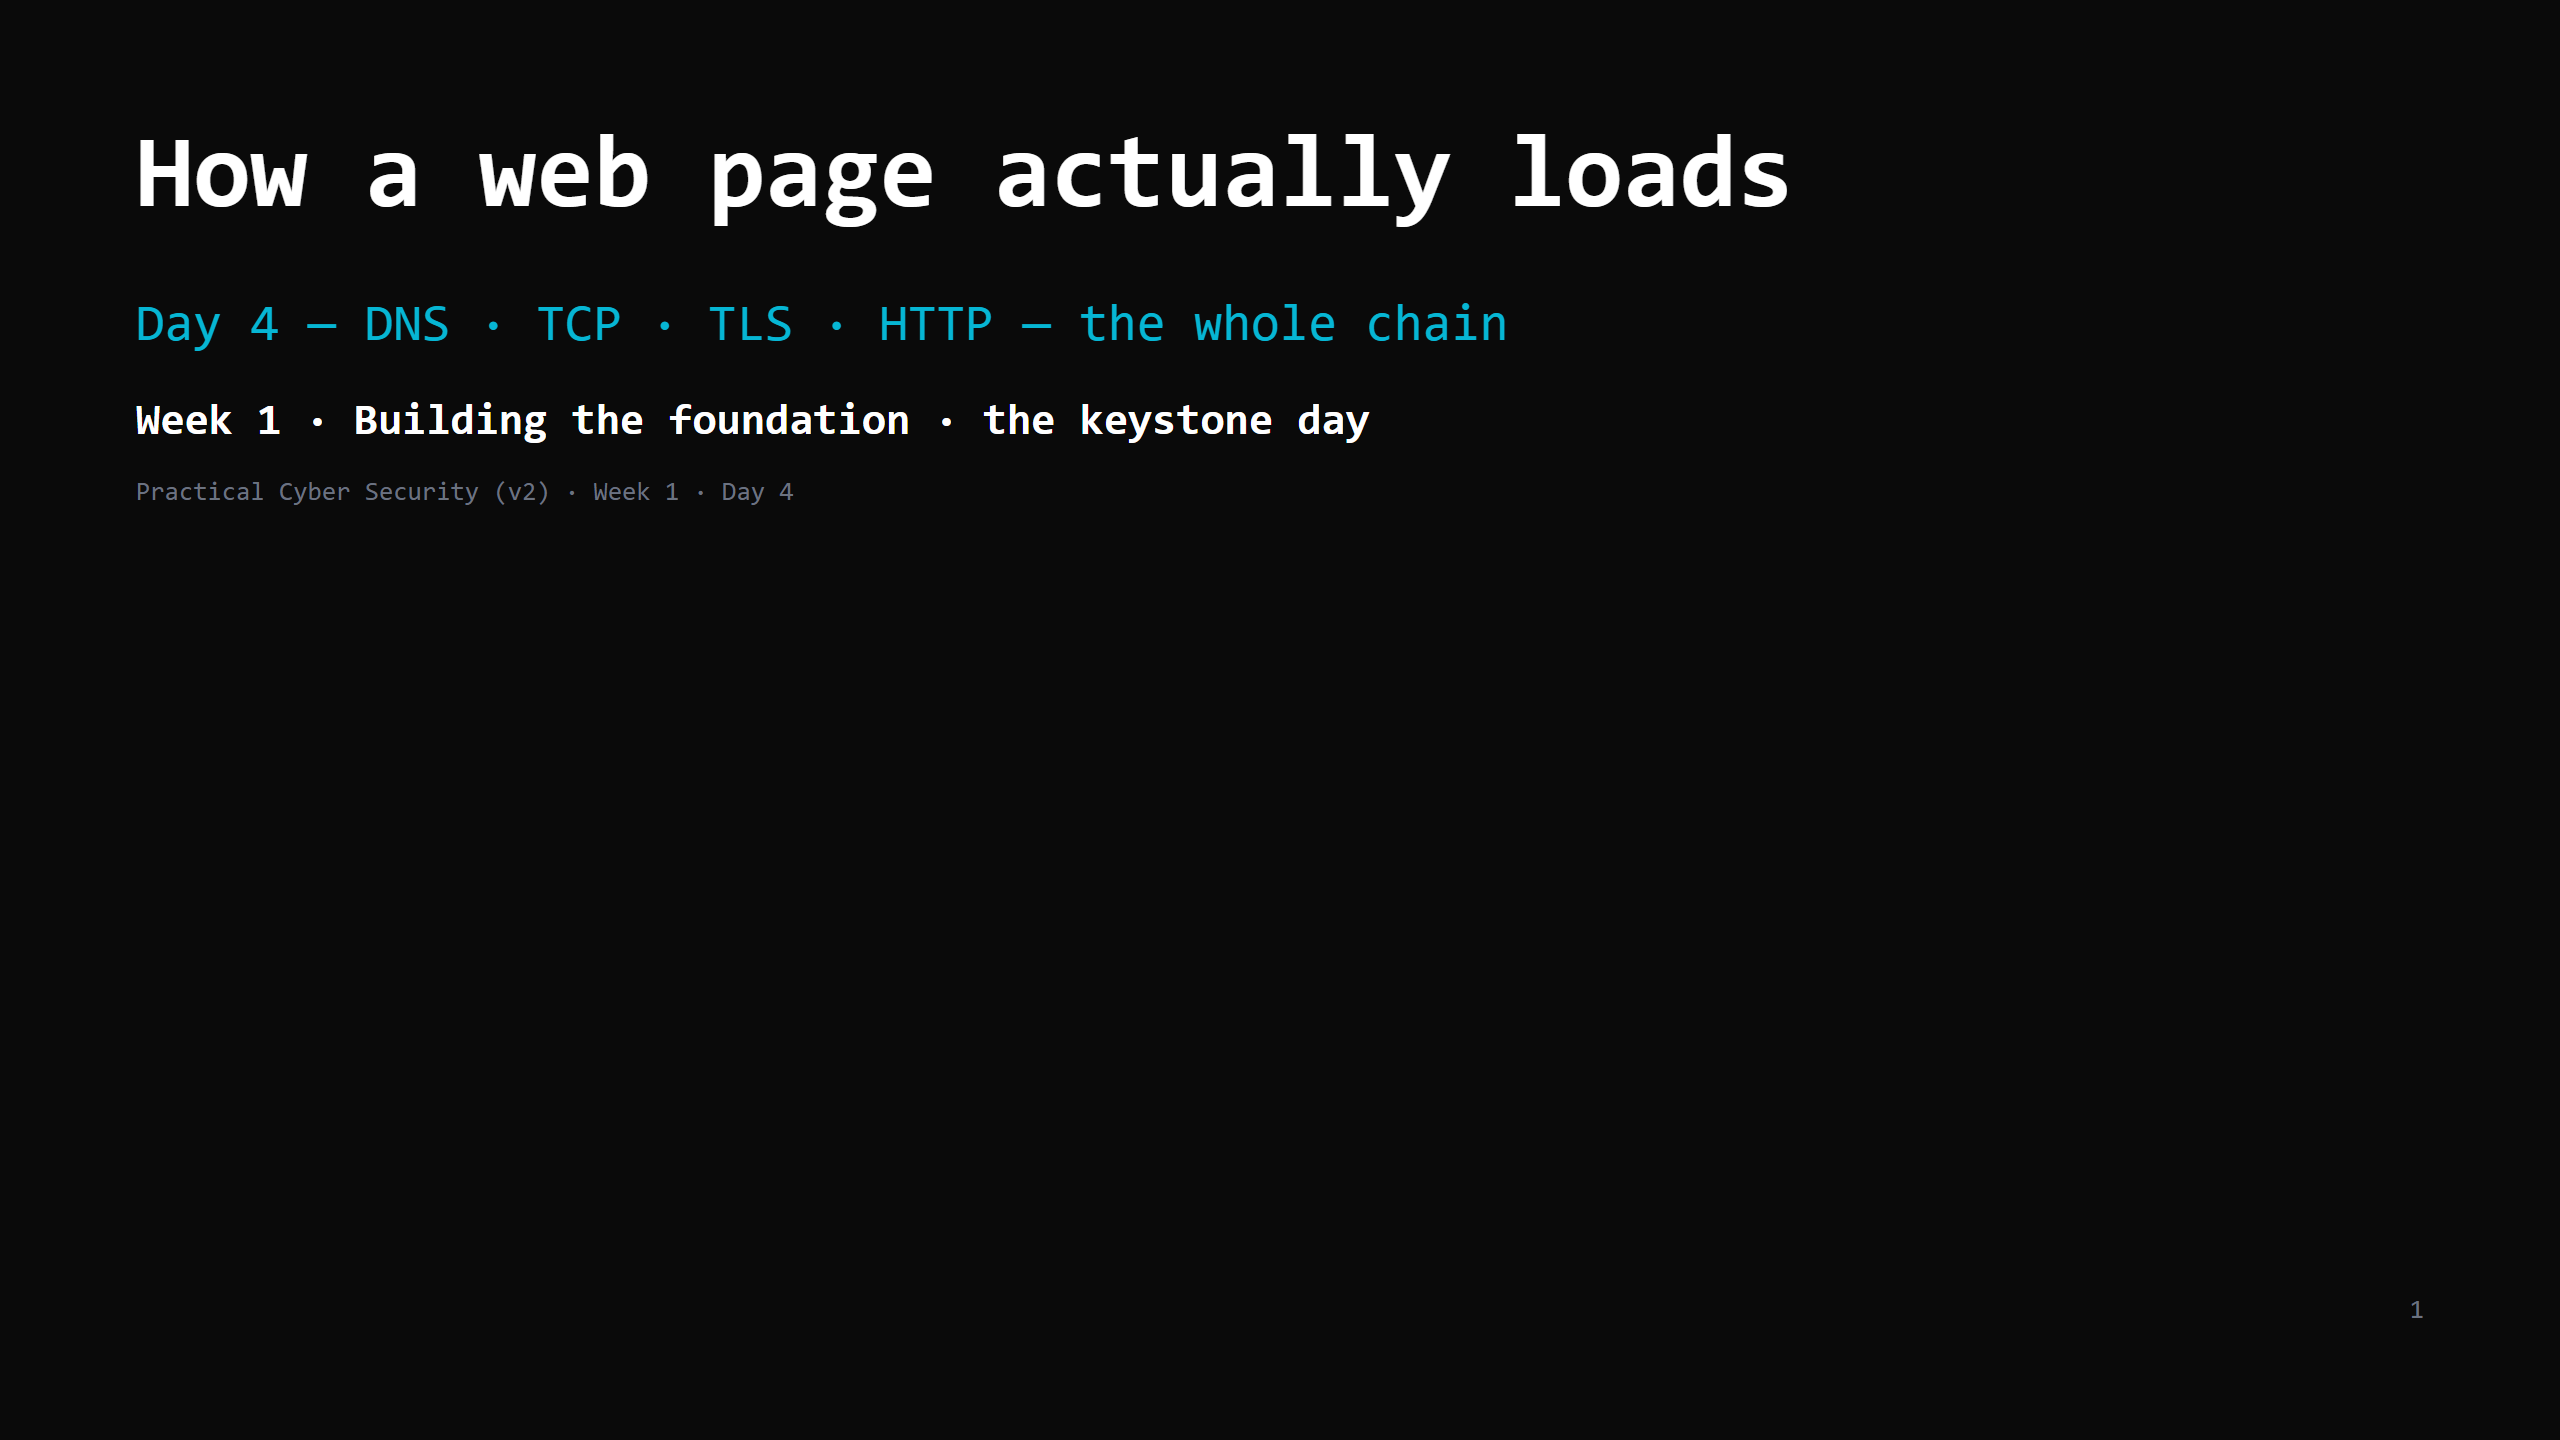 How a web page actually loads
Day 4 — DNS · TCP · TLS · HTTP — the whole chain
Week 1 · Building the foundation · the keystone day
Practical Cyber Security (v2) · Week 1 · Day 4
1